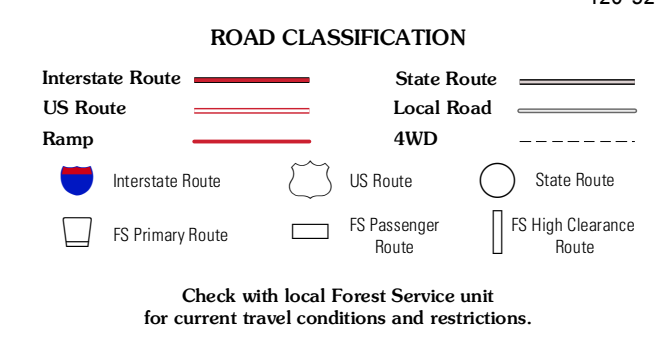 ROAD CLASSIFICATION
Interstate Route
State Route
US Route
Local Road
Ramp
4WD
Interstate Route
US Route
State Route
FS Primary Route
FS Passenger
Route
FS High Clearance
Route
Check with local Forest Service unit
for current travel conditions and restrictions.